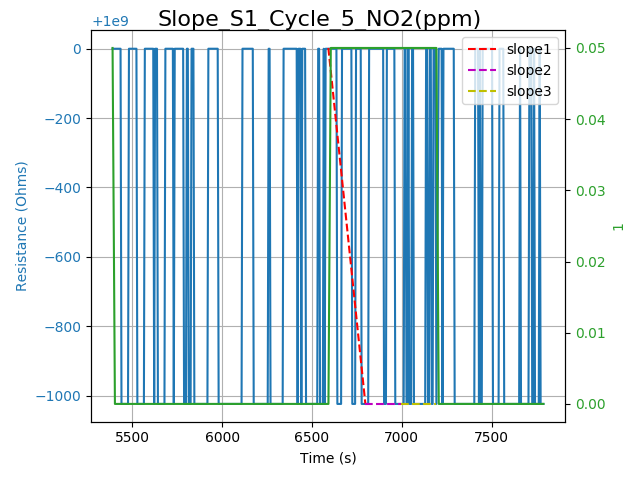 Slope_S1_Cycle_5_NO2(ppm)
+1e9
0
−200
−400
−600
−800
−1000
Resistance (Ohms)
slope1
slope2
slope3
0.05
0.04
0.03
0.02
0.01
0.00
1
5500 6000 6500 7000 7500
Time (s)